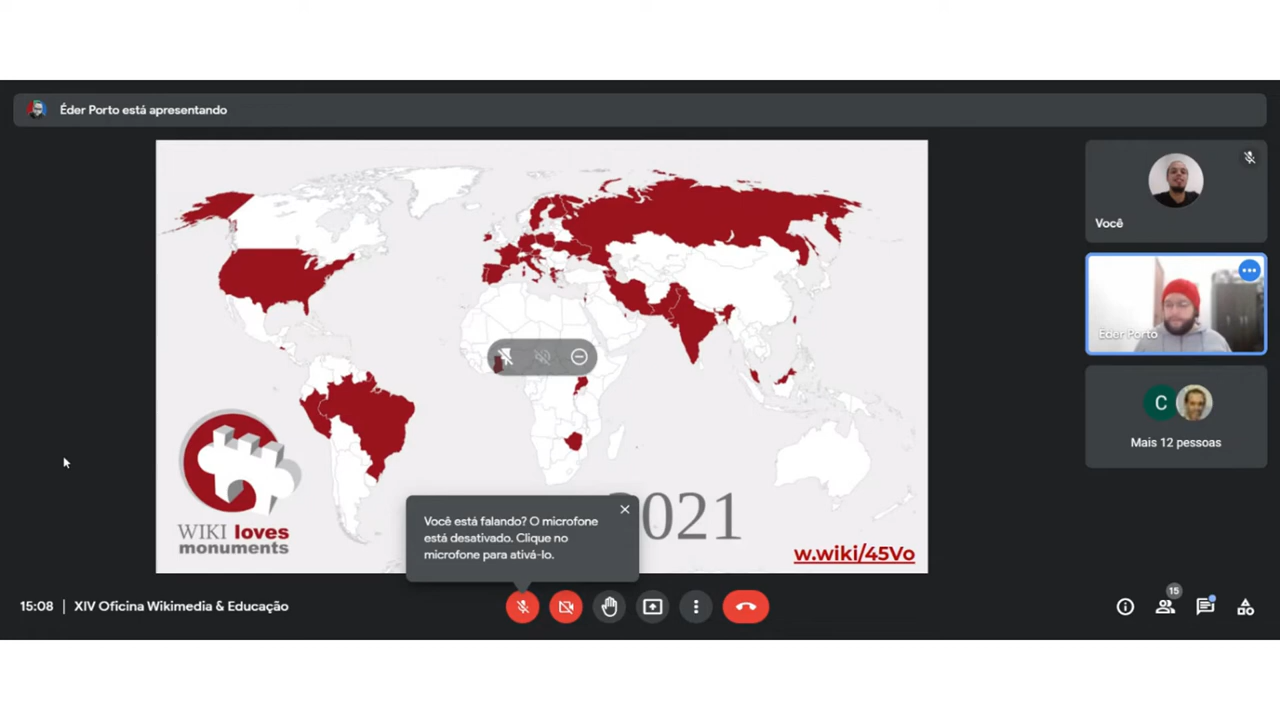 Éder Porto está apresentando
Você
Éder Porto
C
Mais 12 pessoas
WIKI loves
monuments
2021
w.wiki/45Vo
Você está falando? O microfone
está desativado. Clique no
microfone para ativá-lo.
15:08 | XIV Oficina Wikimedia & Educação
15